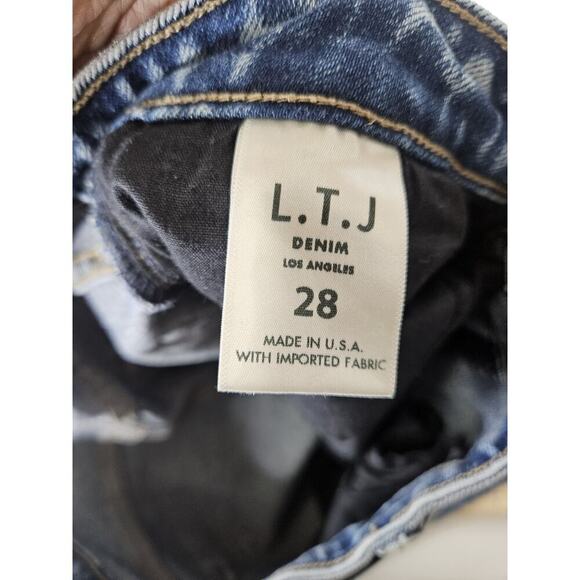 L.T.J
DENIM
LOS ANGELES
28
MADE IN U.S.A.
WITH IMPORTED FABRIC